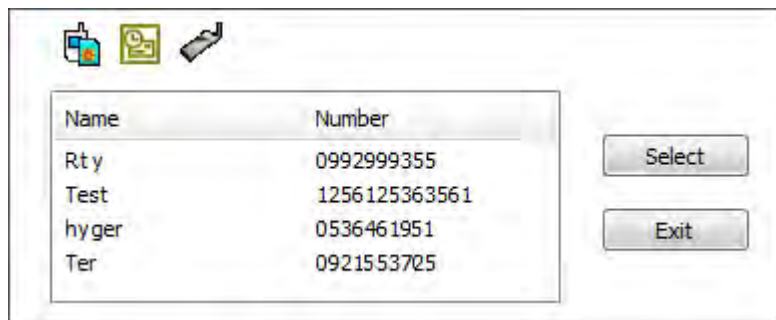 Name Number
Rty 0992999355
Select
Test 1256125363561
hyger 0536461951
Exit
Ter 0921553725